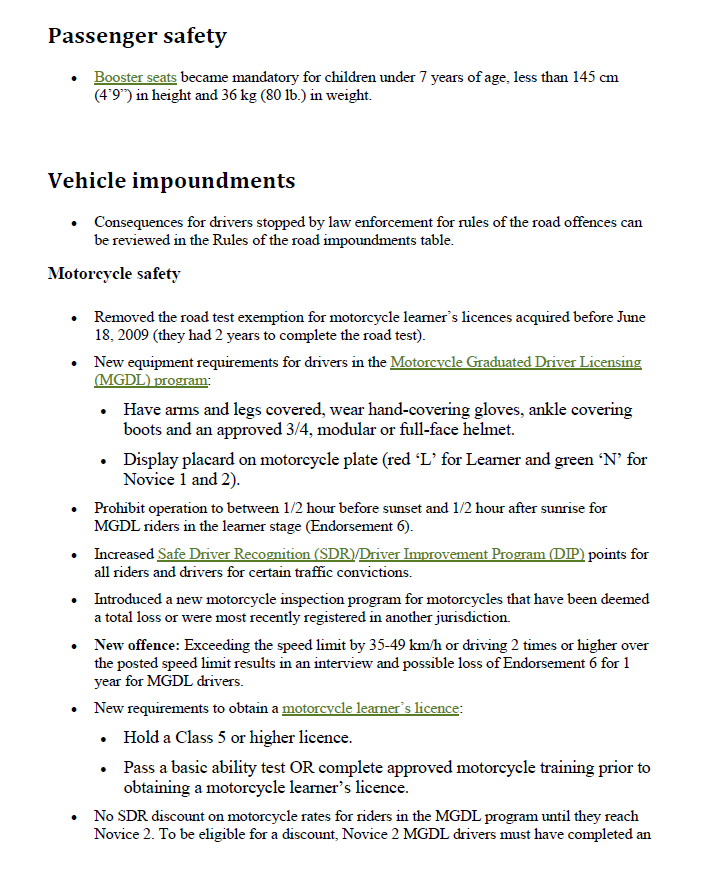 Passenger safety
• Booster seats became mandatory for children under 7 years of age, less than 145 cm
(4’9”) in height and 36 kg (80 lb.) in weight.
Vehicle impoundments
• Consequences for drivers stopped by law enforcement for rules of the road offences can
be reviewed in the Rules of the road impoundments table.
Motorcycle safety
• Removed the road test exemption for motorcycle learner’s licences acquired before June
18, 2009 (they had 2 years to complete the road test).
• New equipment requirements for drivers in the Motorcycle Graduated Driver Licensing
(MGDL) program:
• Have arms and legs covered, wear hand-covering gloves, ankle covering
boots and an approved 3/4, modular or full-face helmet.
• Display placard on motorcycle plate (red ‘L’ for Learner and green ‘N’ for
Novice 1 and 2).
• Prohibit operation to between 1/2 hour before sunset and 1/2 hour after sunrise for
MGDL riders in the learner stage (Endorsement 6).
• Increased Safe Driver Recognition (SDR)/Driver Improvement Program (DIP) points for
all riders and drivers for certain traffic convictions.
• Introduced a new motorcycle inspection program for motorcycles that have been deemed
a total loss or were most recently registered in another jurisdiction.
• New offence: Exceeding the speed limit by 35-49 km/h or driving 2 times or higher over
the posted speed limit results in an interview and possible loss of Endorsement 6 for 1
year for MGDL drivers.
• New requirements to obtain a motorcycle learner’s licence:
• Hold a Class 5 or higher licence.
• Pass a basic ability test OR complete approved motorcycle training prior to
obtaining a motorcycle learner’s licence.
• No SDR discount on motorcycle rates for riders in the MGDL program until they reach
Novice 2. To be eligible for a discount, Novice 2 MGDL drivers must have completed an